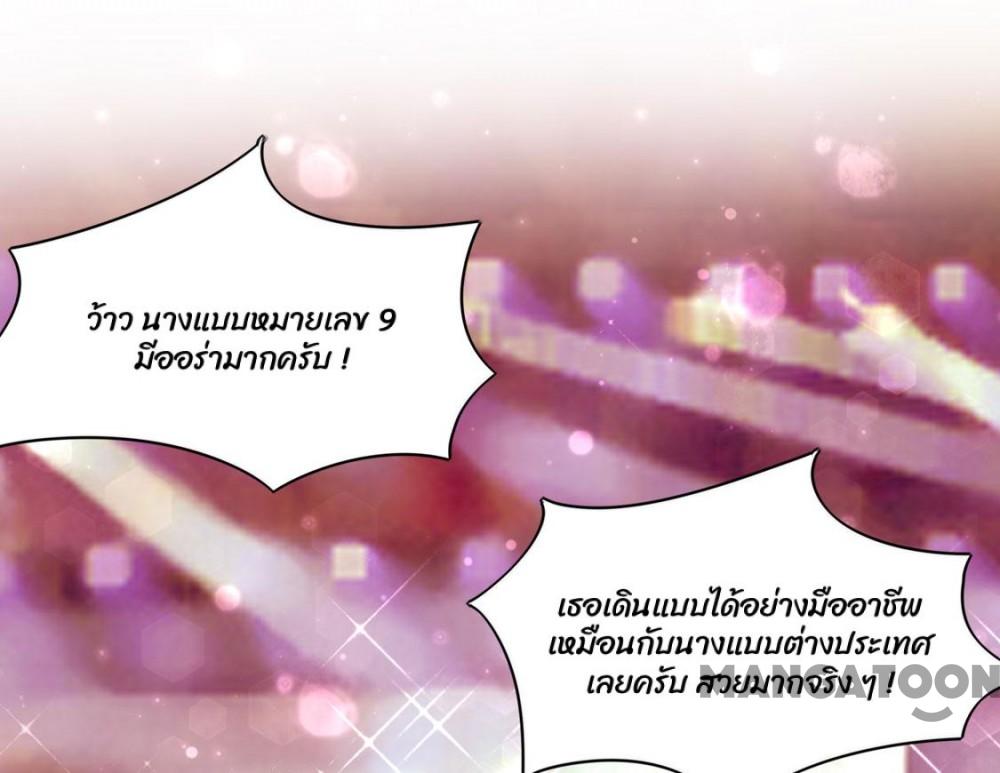 ว้าว นางแบบหมายเลข 9
มีออร่ามากครับ !
เธอเดินแบบได้อย่างมืออาชีพ
เหมือนกับนางแบบต่างประเทศ
เลยครับ สวยมากจริง ๆ !
MANGATOON